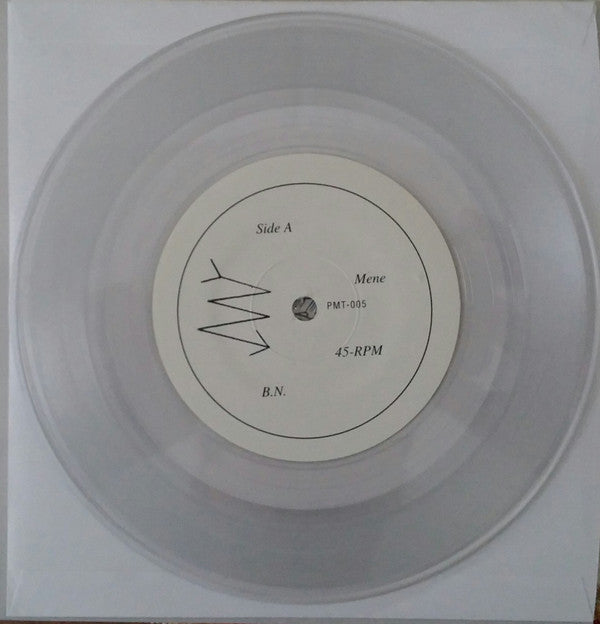 Side A
Mene
PMT-005
45-RPM
B.N.